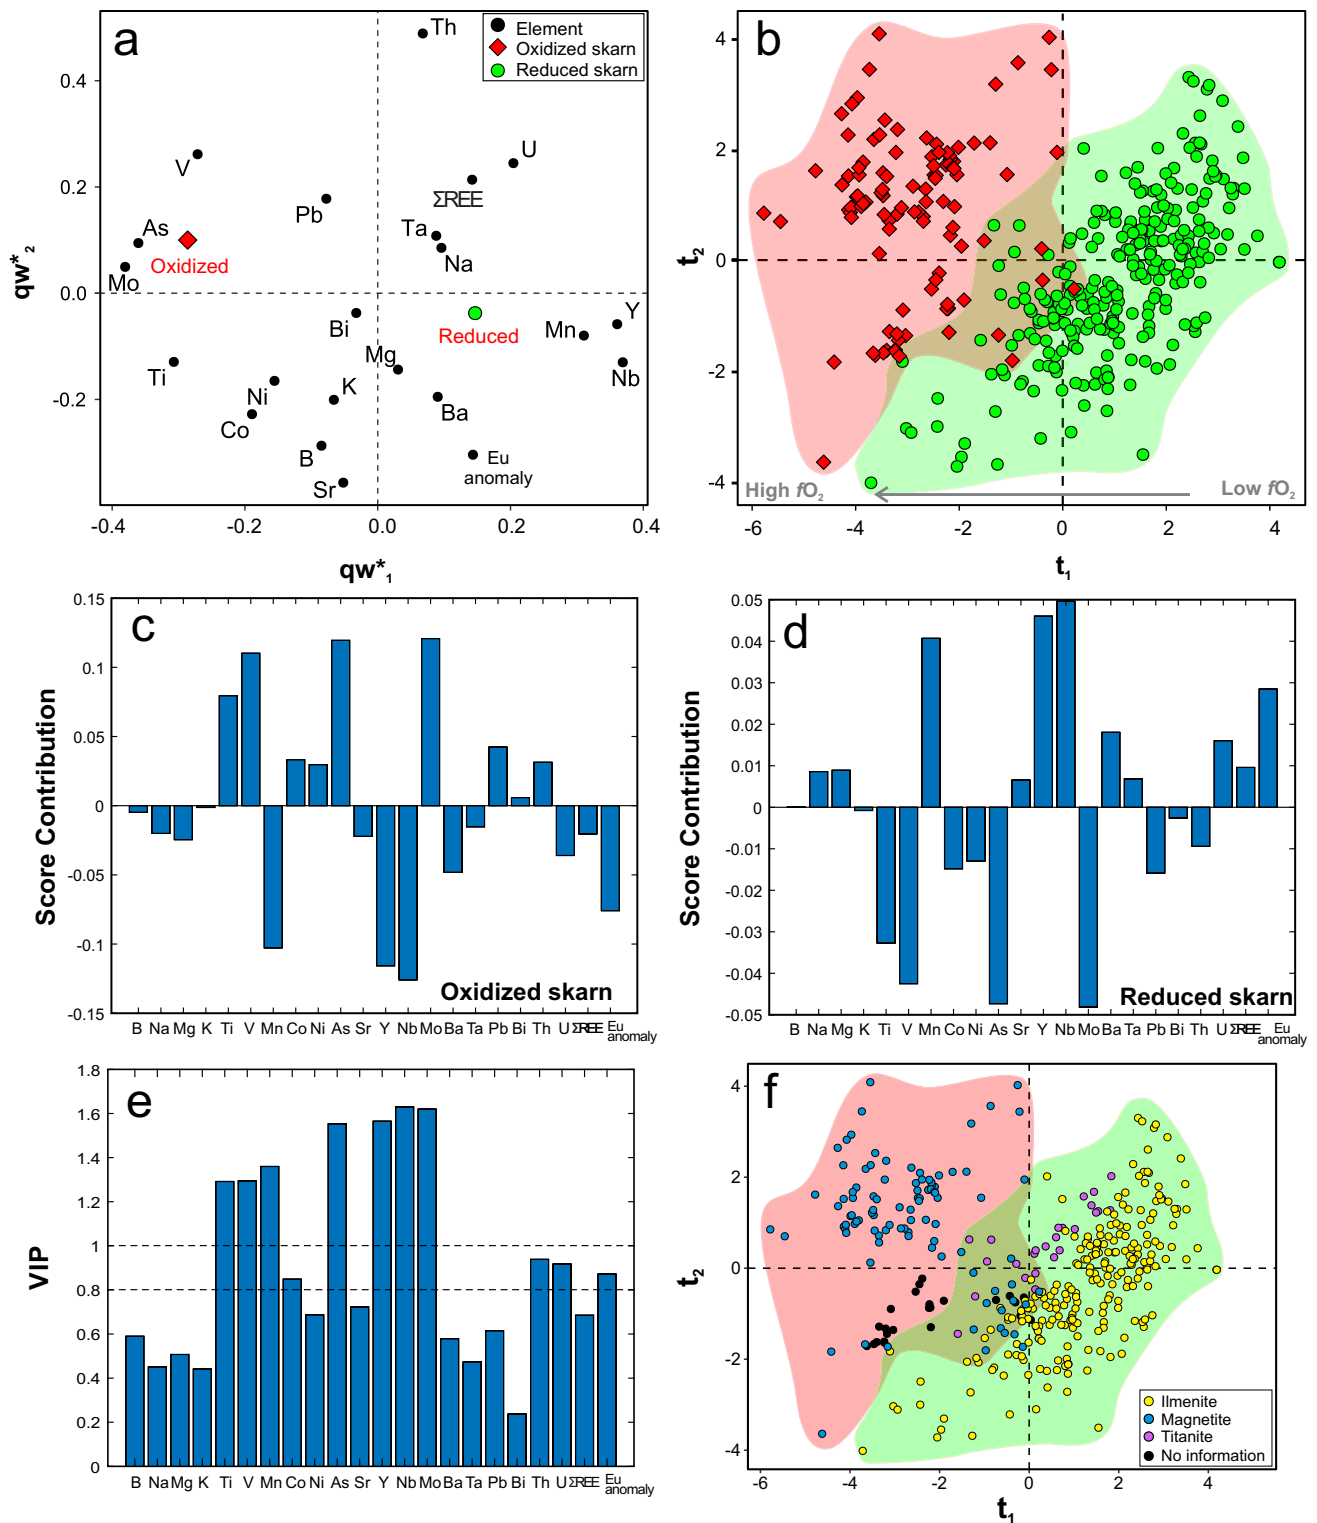 a
Element
Oxidized skarn
Reduced skarn
Th
V
U
ΣREE
Pb
As
Ta
Na
Oxidized
Mo
Y
Mn
Bi
Reduced
Mg
Ti
Nb
Ni
K
Ba
Co
B
Eu
anomaly
Sr
0.4
0.2
0.0
-0.2
-0.4
-0.2
0.0
0.2
0.4
qw*2
qw*1
b
4
2
0
-2
-4
-6
-4
-2
0
2
4
High fO2
Low fO2
t2
t1
c
0.15
0.1
0.05
0
-0.05
-0.1
-0.15
Score Contribution
Oxidized skarn
B Na Mg K Ti V Mn Co Ni As Sr Y Nb Mo Ba Ta Pb Bi Th U ΣREE Eu
anomaly
d
0.05
0.04
0.03
0.02
0.01
0
-0.01
-0.02
-0.03
-0.04
-0.05
Score Contribution
Reduced skarn
B Na Mg K Ti V Mn Co Ni As Sr Y Nb Mo Ba Ta Pb Bi Th U ΣREE Eu
anomaly
e
1.8
1.6
1.4
1.2
1
0.8
0.6
0.4
0.2
0
VIP
B Na Mg K Ti V Mn Co Ni As Sr Y Nb Mo Ba Ta Pb Bi Th U ΣREE Eu
anomaly
f
4
2
0
-2
-4
-6
-4
-2
0
2
4
t2
t1
Ilmenite
Magnetite
Titanite
No information